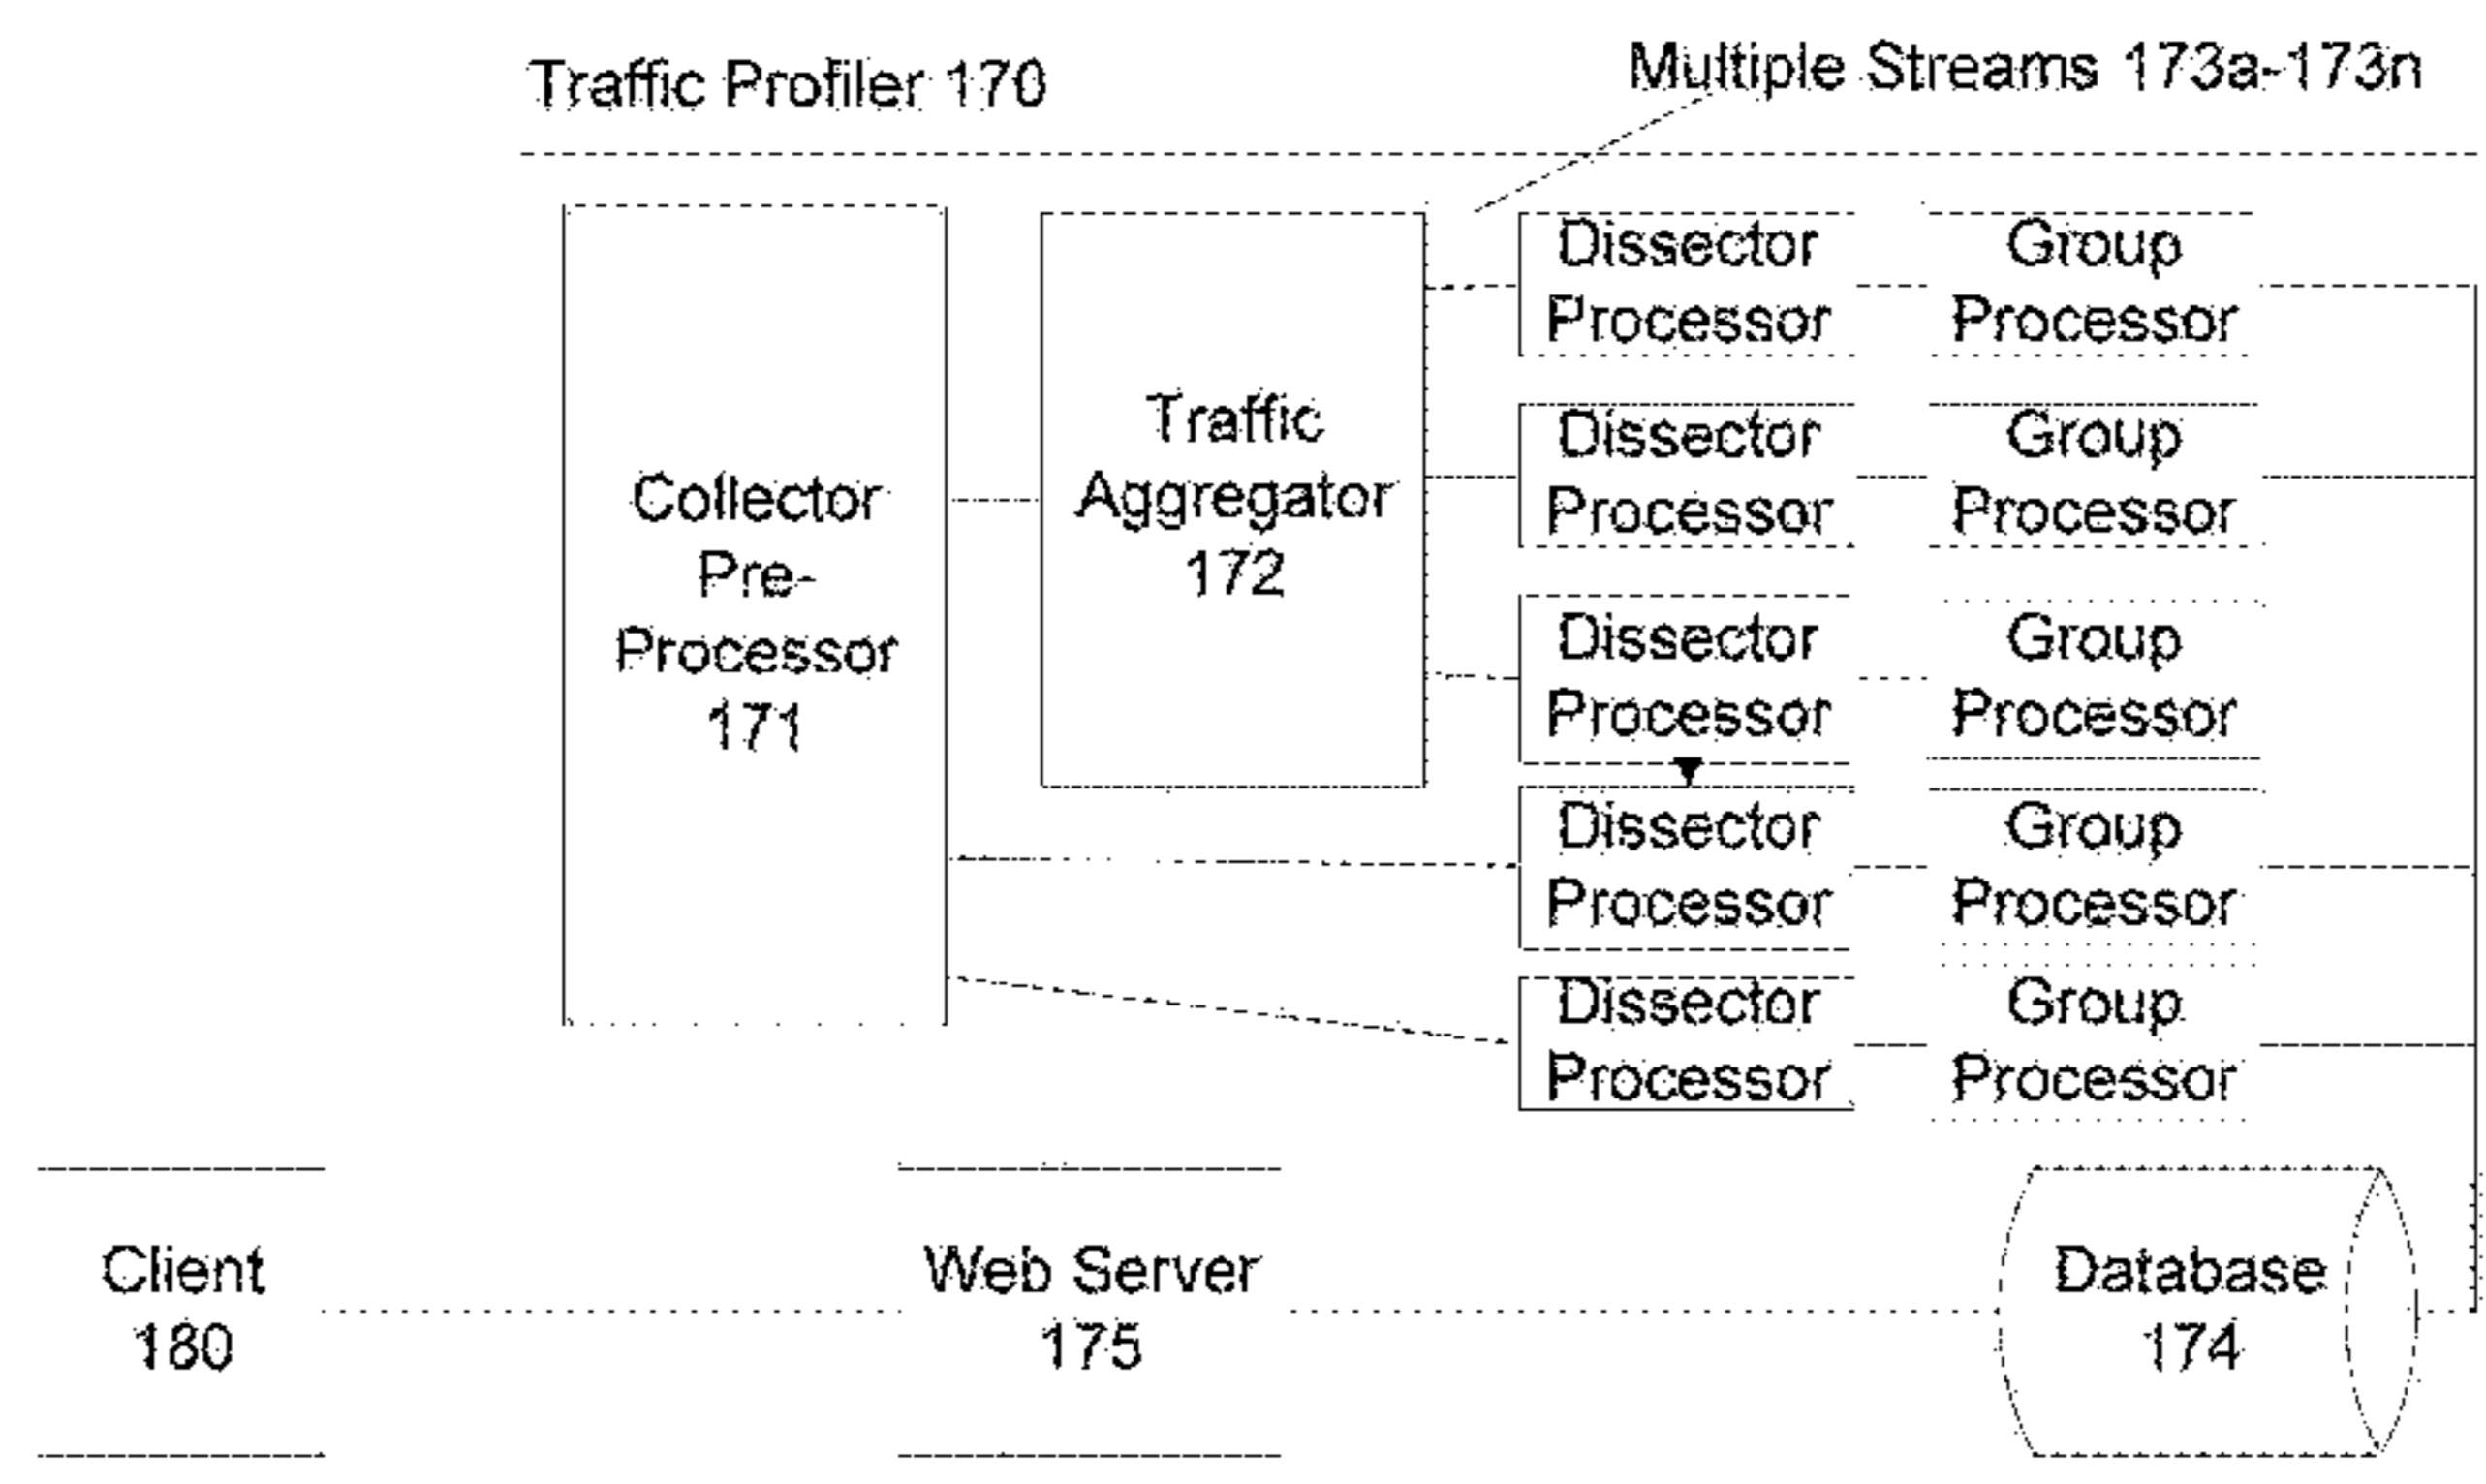 Traffic Profiler 170
Multiple Streams 173a-173n
Collector
Pre-
Processor
171
Traffic
Aggregator
172
Dissector
Processor
Group
Processor
Dissector
Processor
Group
Processor
Dissector
Processor
Group
Processor
Dissector
Processor
Group
Processor
Dissector
Processor
Group
Processor
Client
180
Web Server
175
Database
174